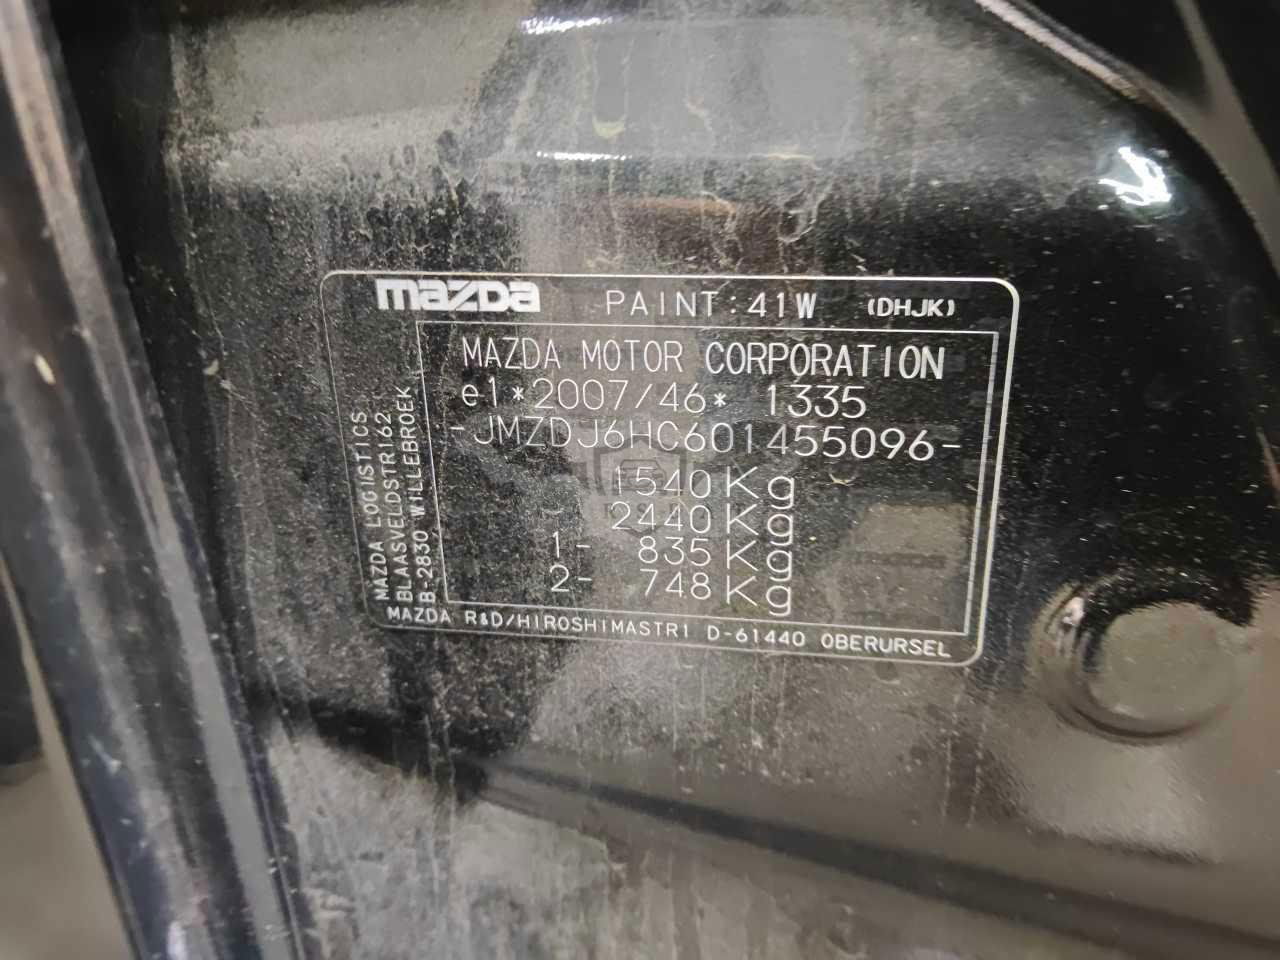 mazda PAINT:41W (DHJK)
MAZDA MOTOR CORPORATION
e1*2007/46* 1335
-JMZDJ6HC601455096-
1540Kg
2440Kg
1- 835Kg
2- 748Kg
MAZDA LOGISTICS
BLAASVELDSTR162
B-2830 WILLEBROEK
MAZDA R&D/HIROSHIMASTR1 D-61440 OBERURSEL